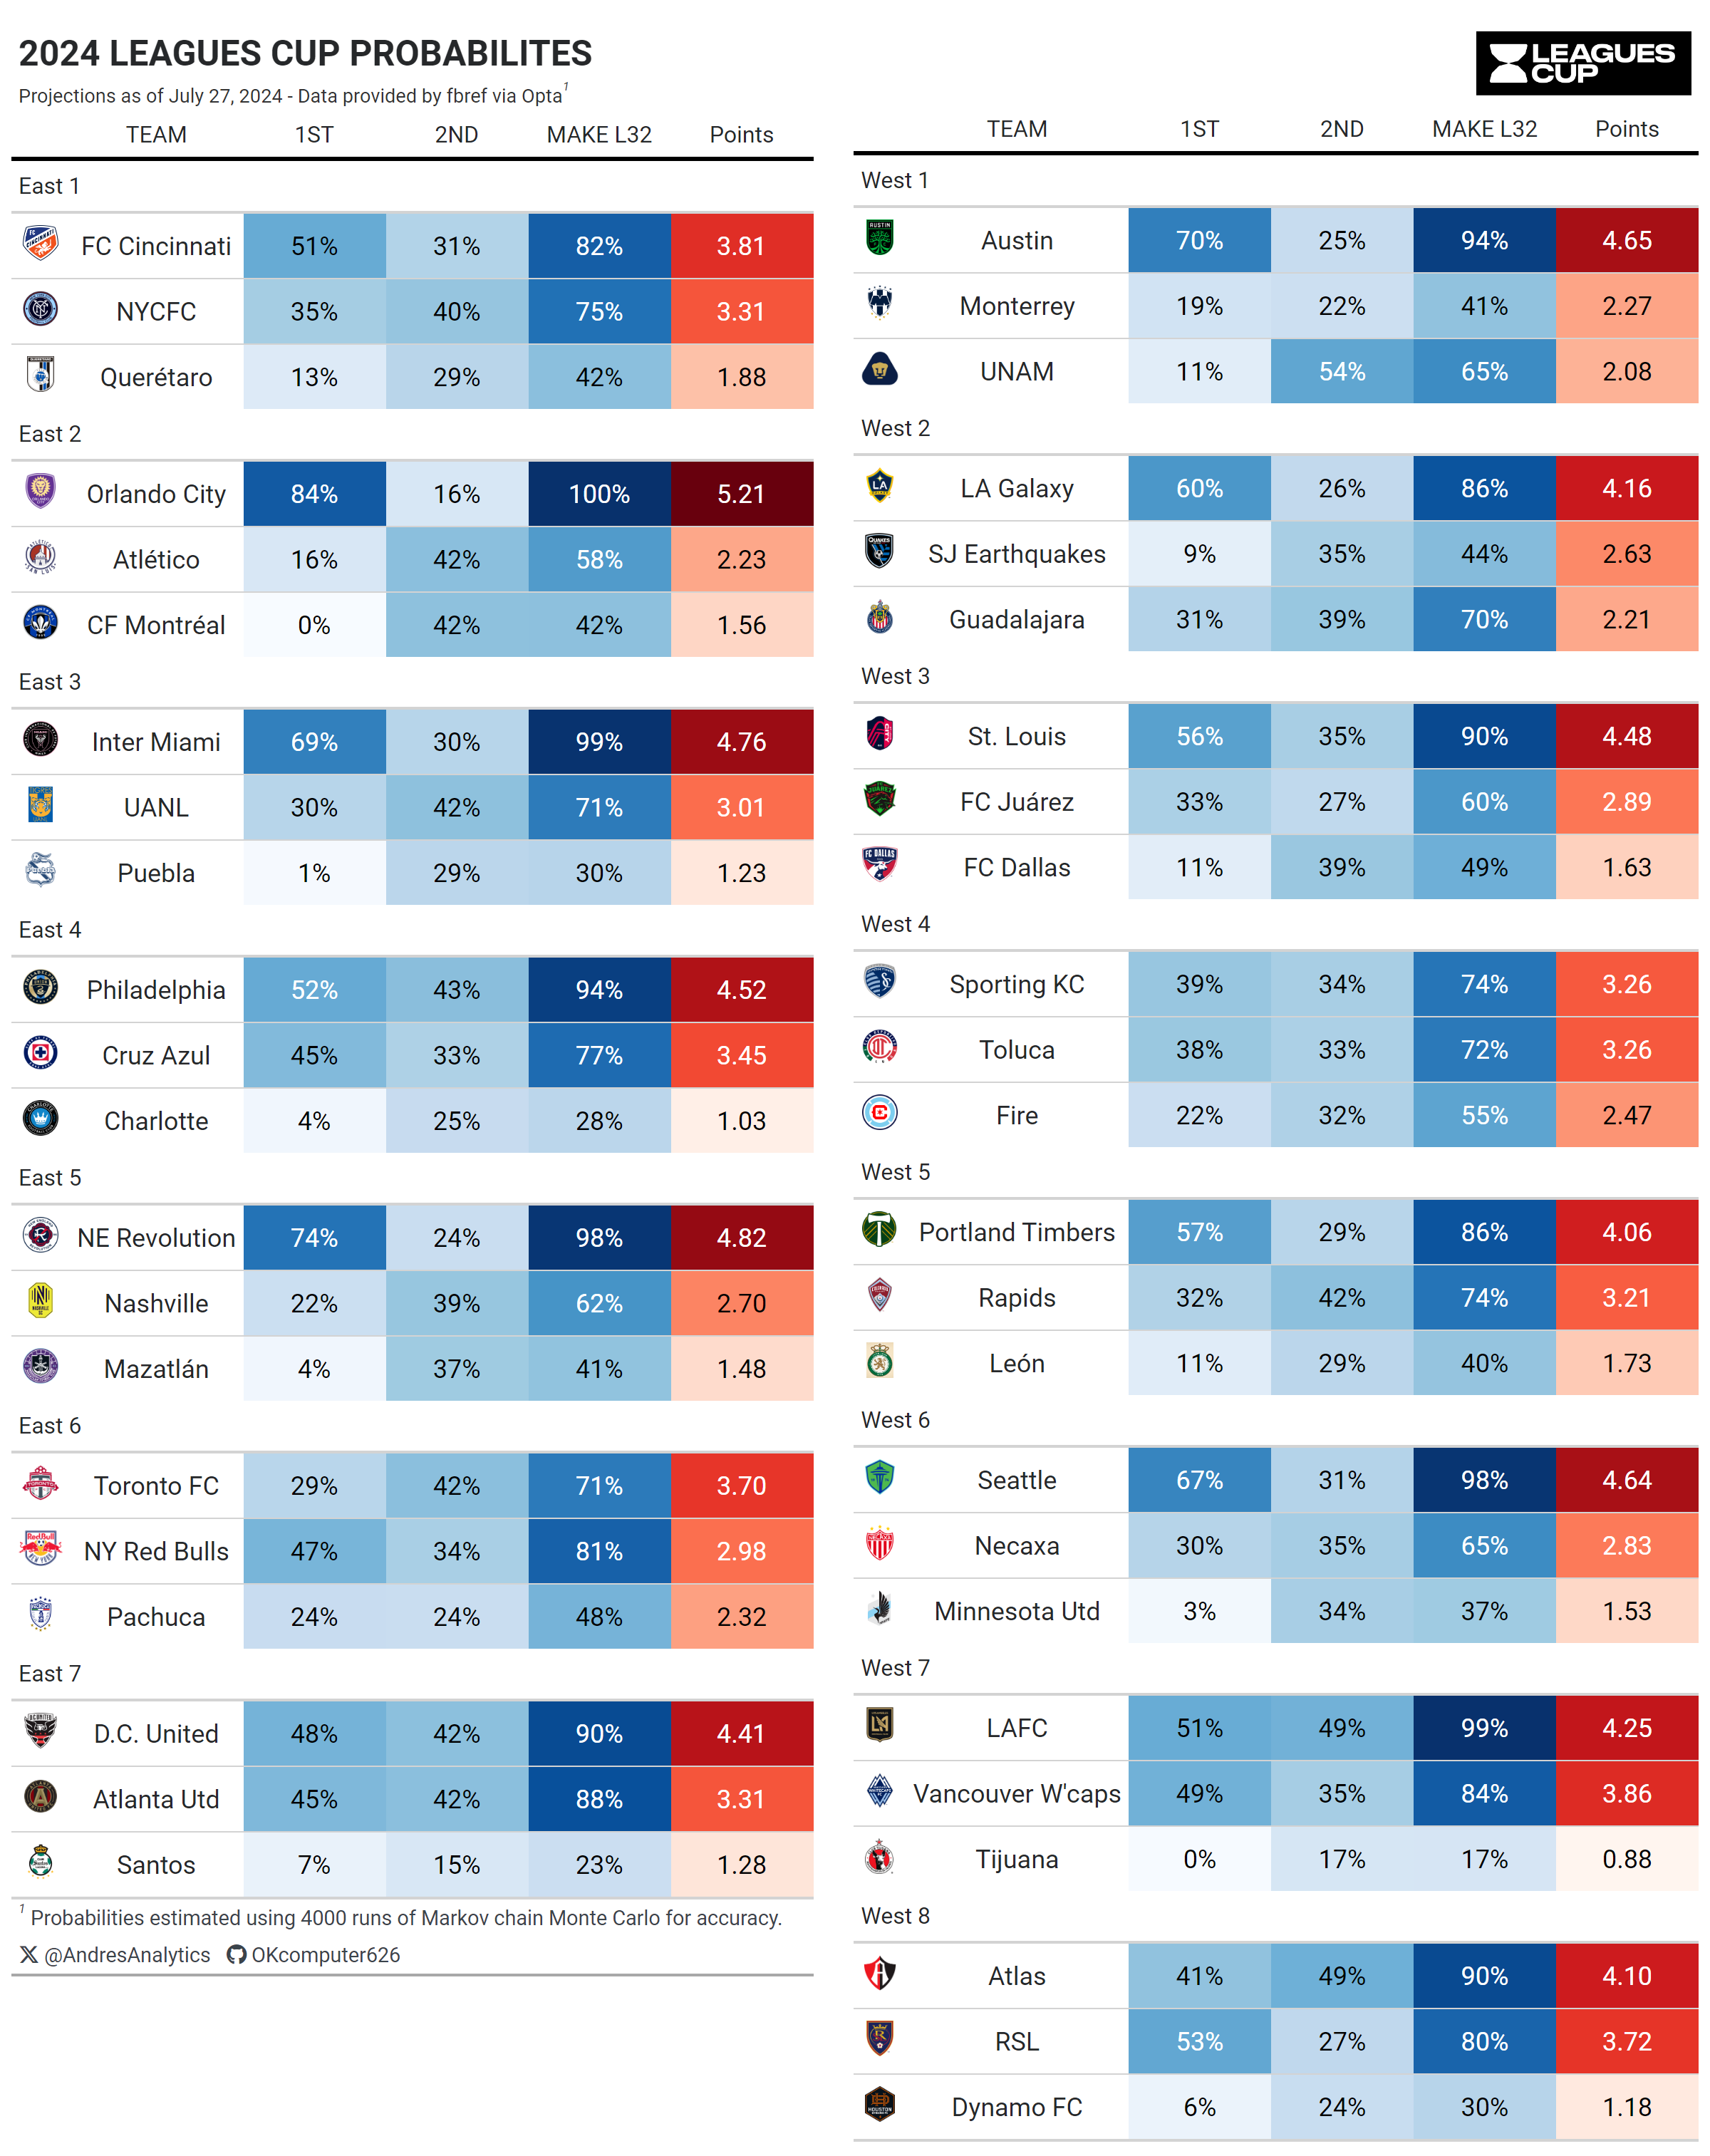 2024 LEAGUES CUP PROBABILITES
Projections as of July 27, 2024 - Data provided by fbref via Opta1
LEAGUES
CUP
TEAM 1ST 2ND MAKE L32 Points
East 1
FC Cincinnati 51% 31% 82% 3.81
NYCFC 35% 40% 75% 3.31
Querétaro 13% 29% 42% 1.88
East 2
Orlando City 84% 16% 100% 5.21
Atlético 16% 42% 58% 2.23
CF Montréal 0% 42% 42% 1.56
East 3
Inter Miami 69% 30% 99% 4.76
UANL 30% 42% 71% 3.01
Puebla 1% 29% 30% 1.23
East 4
Philadelphia 52% 43% 94% 4.52
Cruz Azul 45% 33% 77% 3.45
Charlotte 4% 25% 28% 1.03
East 5
NE Revolution 74% 24% 98% 4.82
Nashville 22% 39% 62% 2.70
Mazatlán 4% 37% 41% 1.48
East 6
Toronto FC 29% 42% 71% 3.70
NY Red Bulls 47% 34% 81% 2.98
Pachuca 24% 24% 48% 2.32
East 7
D.C. United 48% 42% 90% 4.41
Atlanta Utd 45% 42% 88% 3.31
Santos 7% 15% 23% 1.28
1 Probabilities estimated using 4000 runs of Markov chain Monte Carlo for accuracy.
@AndresAnalytics OKcomputer626
TEAM 1ST 2ND MAKE L32 Points
West 1
Austin 70% 25% 94% 4.65
Monterrey 19% 22% 41% 2.27
UNAM 11% 54% 65% 2.08
West 2
LA Galaxy 60% 26% 86% 4.16
SJ Earthquakes 9% 35% 44% 2.63
Guadalajara 31% 39% 70% 2.21
West 3
St. Louis 56% 35% 90% 4.48
FC Juárez 33% 27% 60% 2.89
FC Dallas 11% 39% 49% 1.63
West 4
Sporting KC 39% 34% 74% 3.26
Toluca 38% 33% 72% 3.26
Fire 22% 32% 55% 2.47
West 5
Portland Timbers 57% 29% 86% 4.06
Rapids 32% 42% 74% 3.21
León 11% 29% 40% 1.73
West 6
Seattle 67% 31% 98% 4.64
Necaxa 30% 35% 65% 2.83
Minnesota Utd 3% 34% 37% 1.53
West 7
LAFC 51% 49% 99% 4.25
Vancouver W'caps 49% 35% 84% 3.86
Tijuana 0% 17% 17% 0.88
West 8
Atlas 41% 49% 90% 4.10
RSL 53% 27% 80% 3.72
Dynamo FC 6% 24% 30% 1.18